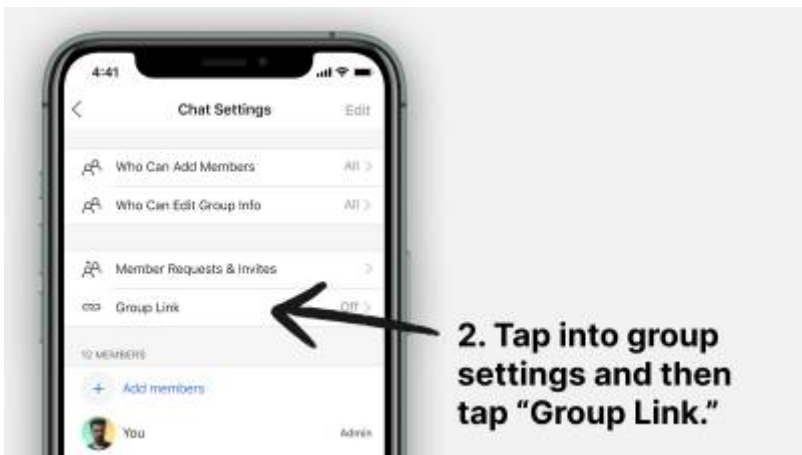 4:41
Chat Settings Edit
Who Can Add Members All
Who Can Edit Group Info All
Member Requests & Invites
Group Link Off
12 MEMBERS
+ Add members
You Admin
2. Tap into group
settings and then
tap “Group Link.”